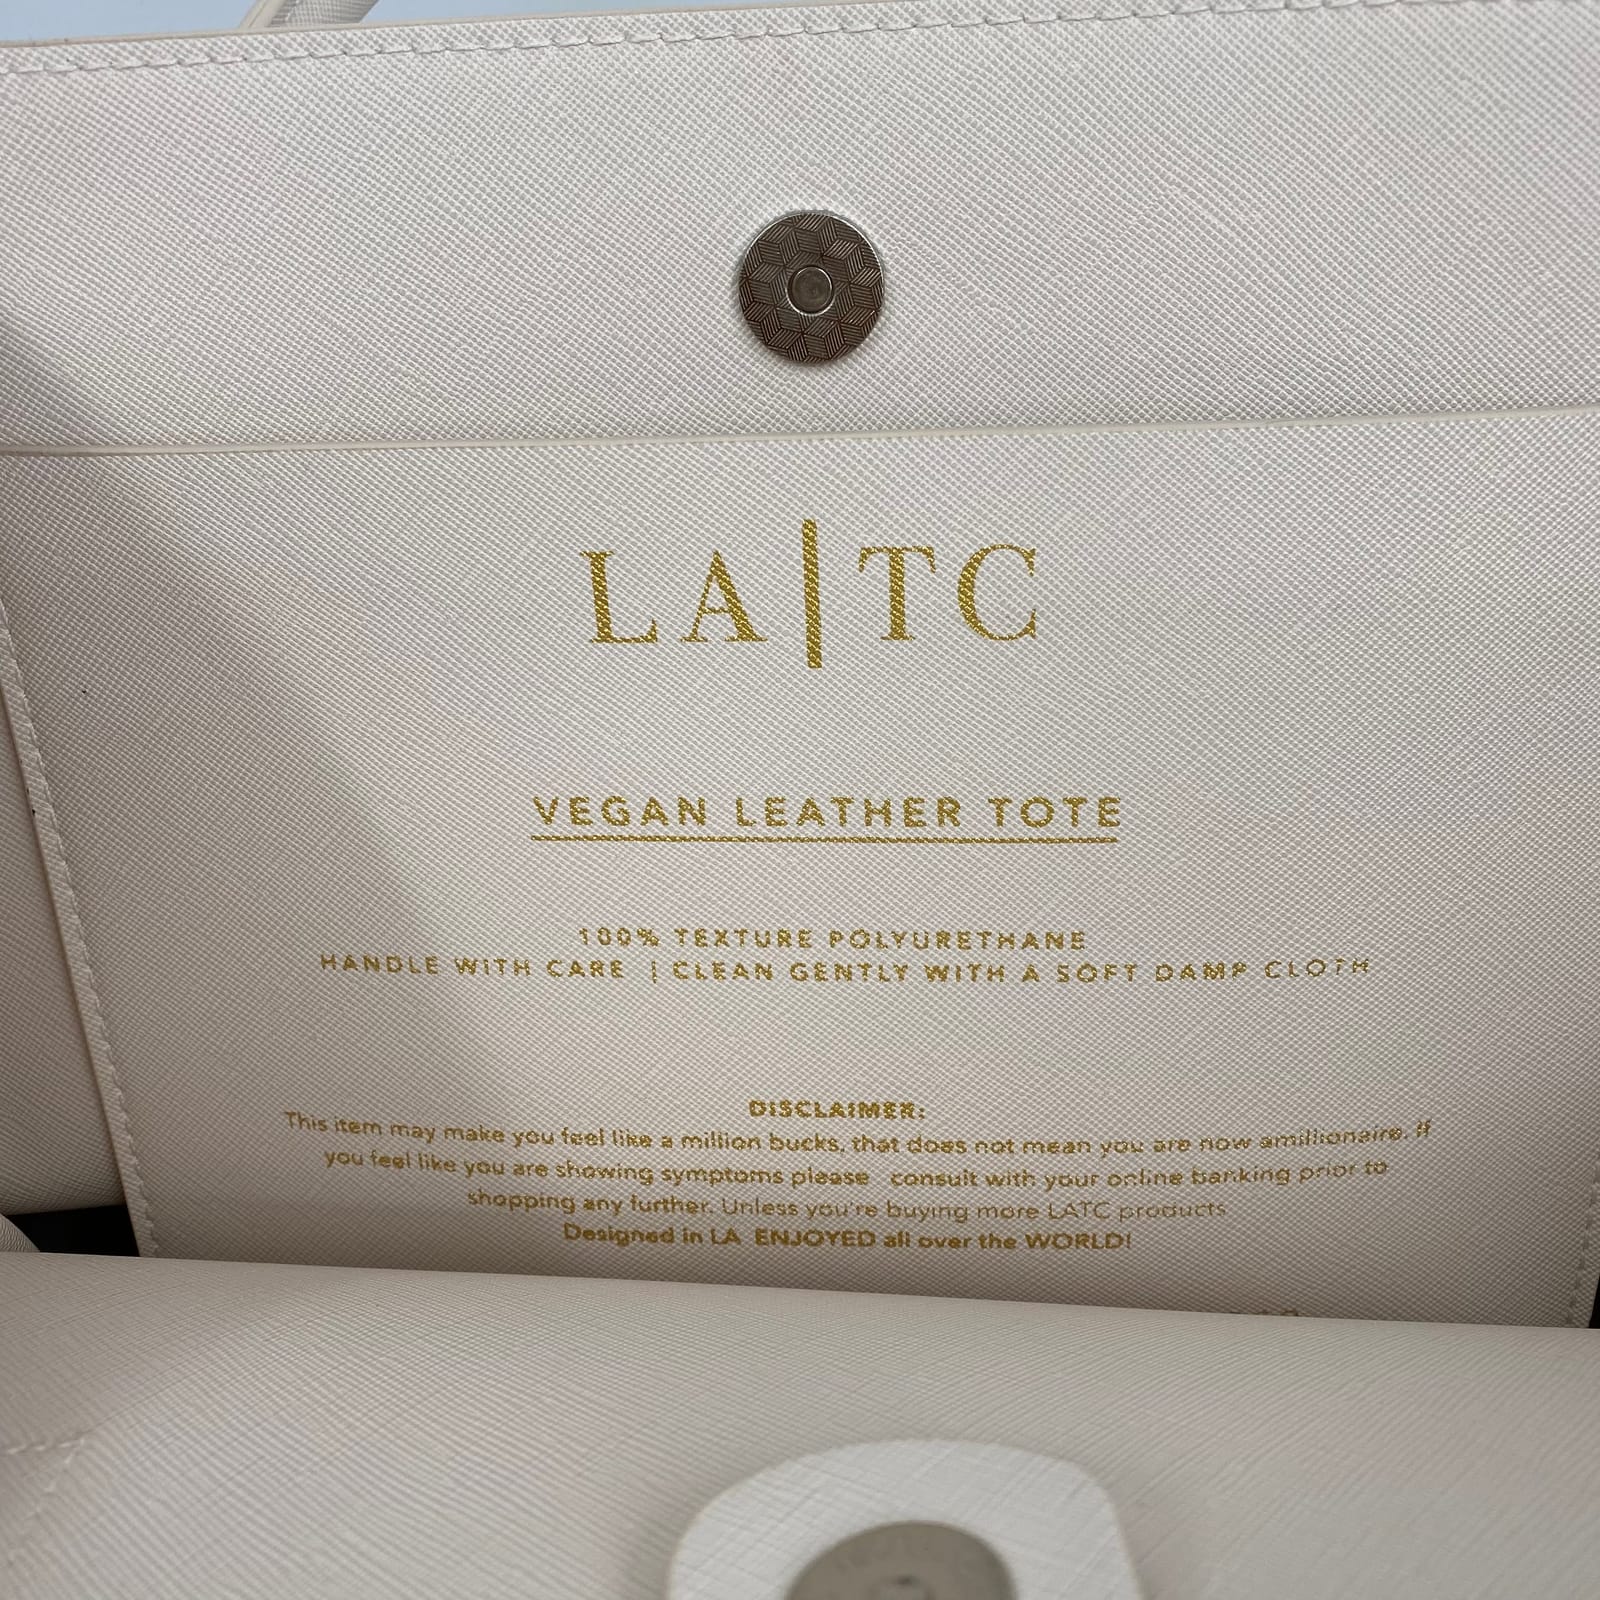 LA|TC
VEGAN LEATHER TOTE
100% TEXTURE POLYURETHANE
HANDLE WITH CARE | CLEAN GENTLY WITH A SOFT DAMP CLOTH
DISCLAIMER:
This item may make you feel like a million bucks, that does not mean you are now amillionaire. If
you feel like you are showing symptoms please consult with your online banking prior to
shopping any further. Unless you're buying more LATC products
Designed in LA ENJOYED all over the WORLD!